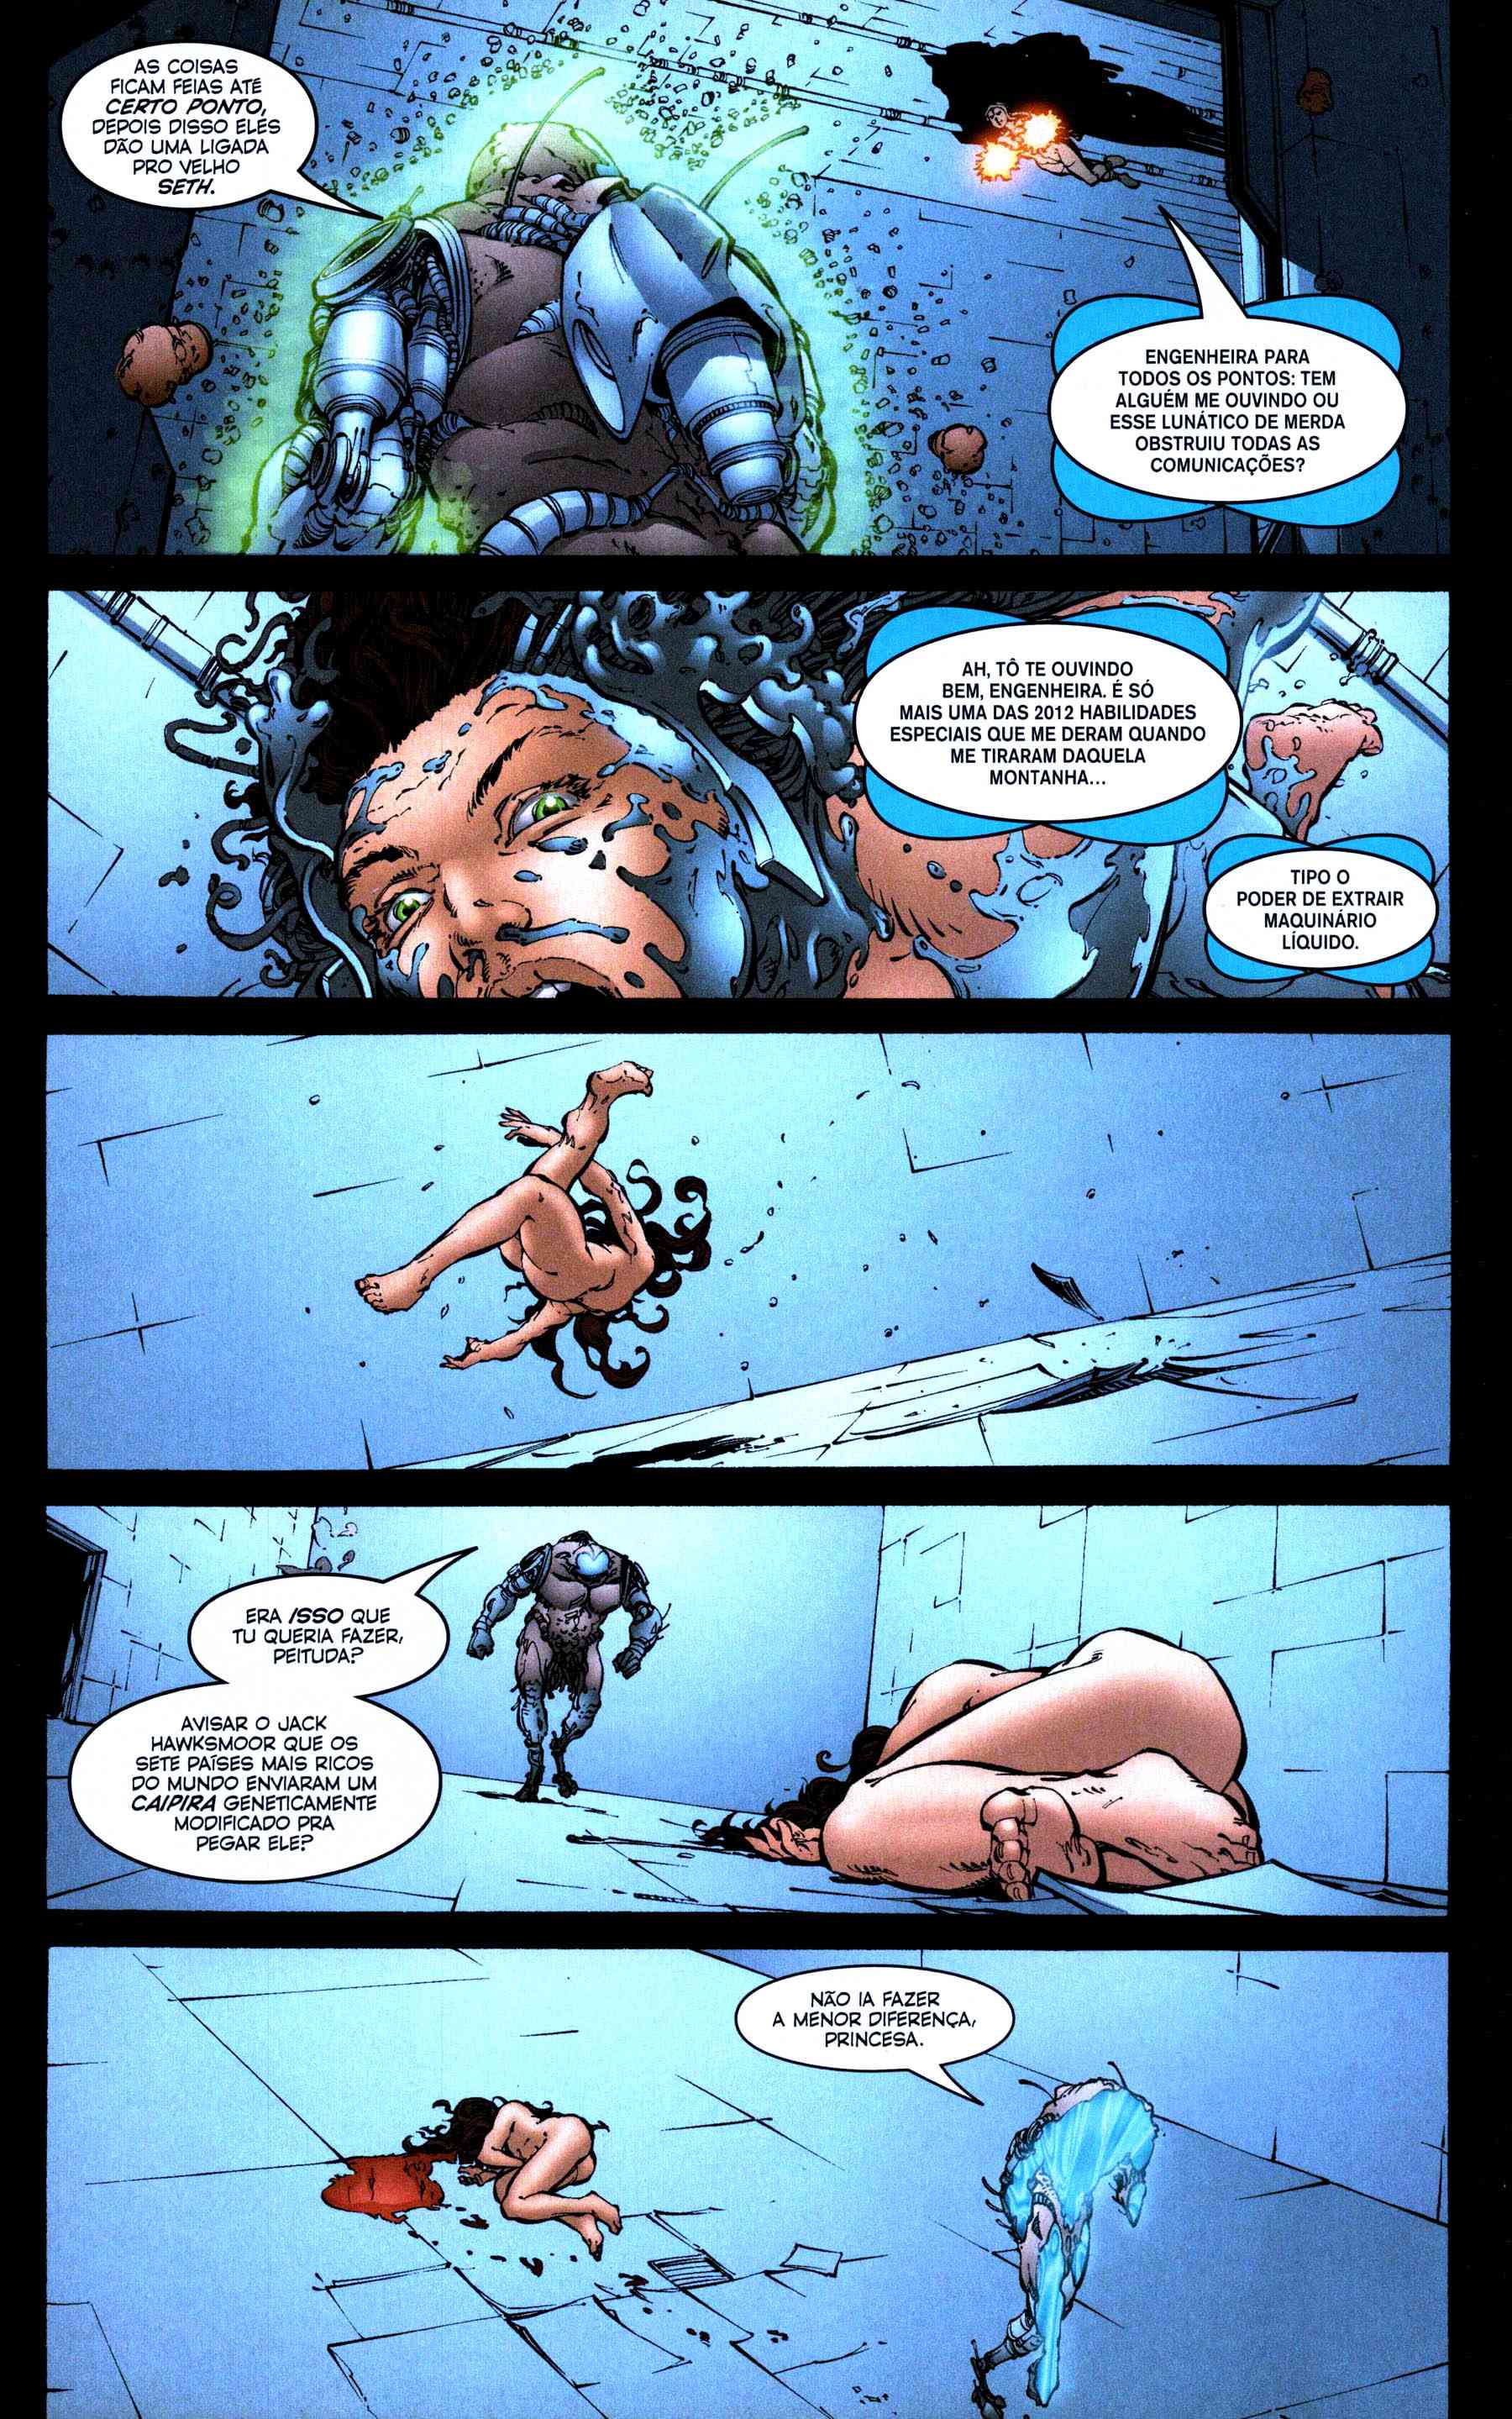 AS COISAS
FICAM FEIAS ATÉ
CERTO PONTO,
DEPOIS DISSO ELES
DÃO UMA LIGADA
PRO VELHO
SETH.
ENGENHEIRA PARA
TODOS OS PONTOS: TEM
ALGUÉM ME OUVINDO OU
ESSE LUNÁTICO DE MERDA
OBSTRUIU TODAS AS
COMUNICAÇÕES?
AH, TÔ TE OUVINDO
BEM, ENGENHEIRA. É SÓ
MAIS UMA DAS 2012 HABILIDADES
ESPECIAIS QUE ME DERAM QUANDO
ME TIRARAM DAQUELA
MONTANHA...
TIPO O
PODER DE EXTRAIR
MAQUINÁRIO
LÍQUIDO.
ERA ISSO QUE
TU QUERIA FAZER,
PEITUDA?
AVISAR O JACK
HAWKSMOOR QUE OS
SETE PAÍSES MAIS RICOS
DO MUNDO ENVIARAM UM
CAIPIRA GENETICAMENTE
MODIFICADO PRA
PEGAR ELE?
NÃO IA FAZER
A MENOR DIFERENÇA,
PRINCESA.